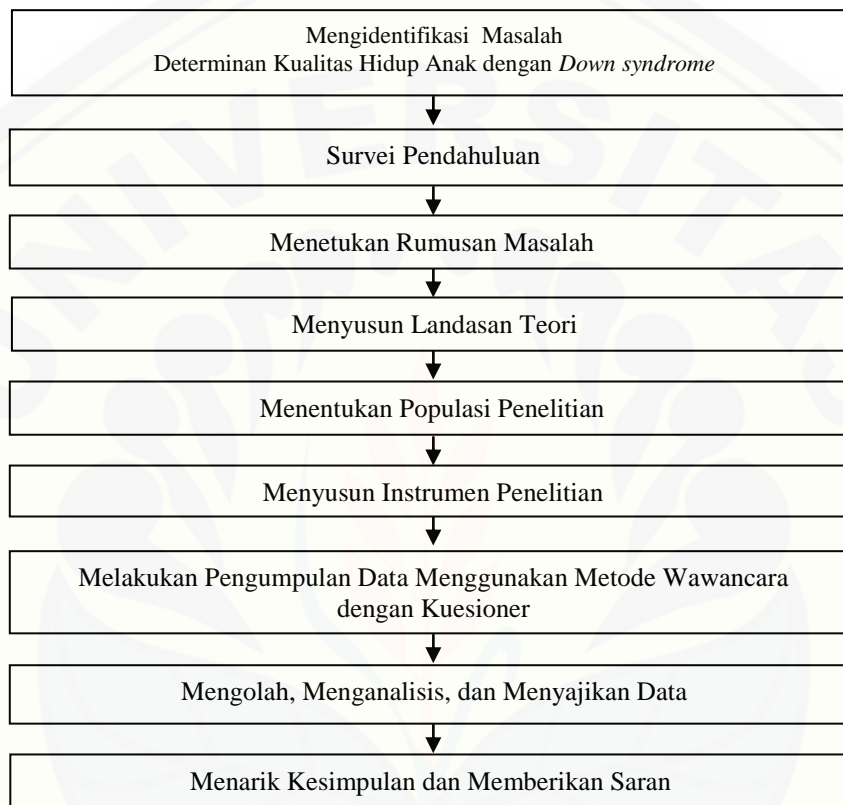 Mengidentifikasi Masalah
Determinan Kualitas Hidup Anak dengan Down syndrome
Survei Pendahuluan
Menetukan Rumusan Masalah
Menyusun Landasan Teori
Menentukan Populasi Penelitian
Menyusun Instrumen Penelitian
Melakukan Pengumpulan Data Menggunakan Metode Wawancara
dengan Kuesioner
Mengolah, Menganalisis, dan Menyajikan Data
Menarik Kesimpulan dan Memberikan Saran
UNIVERSITAS